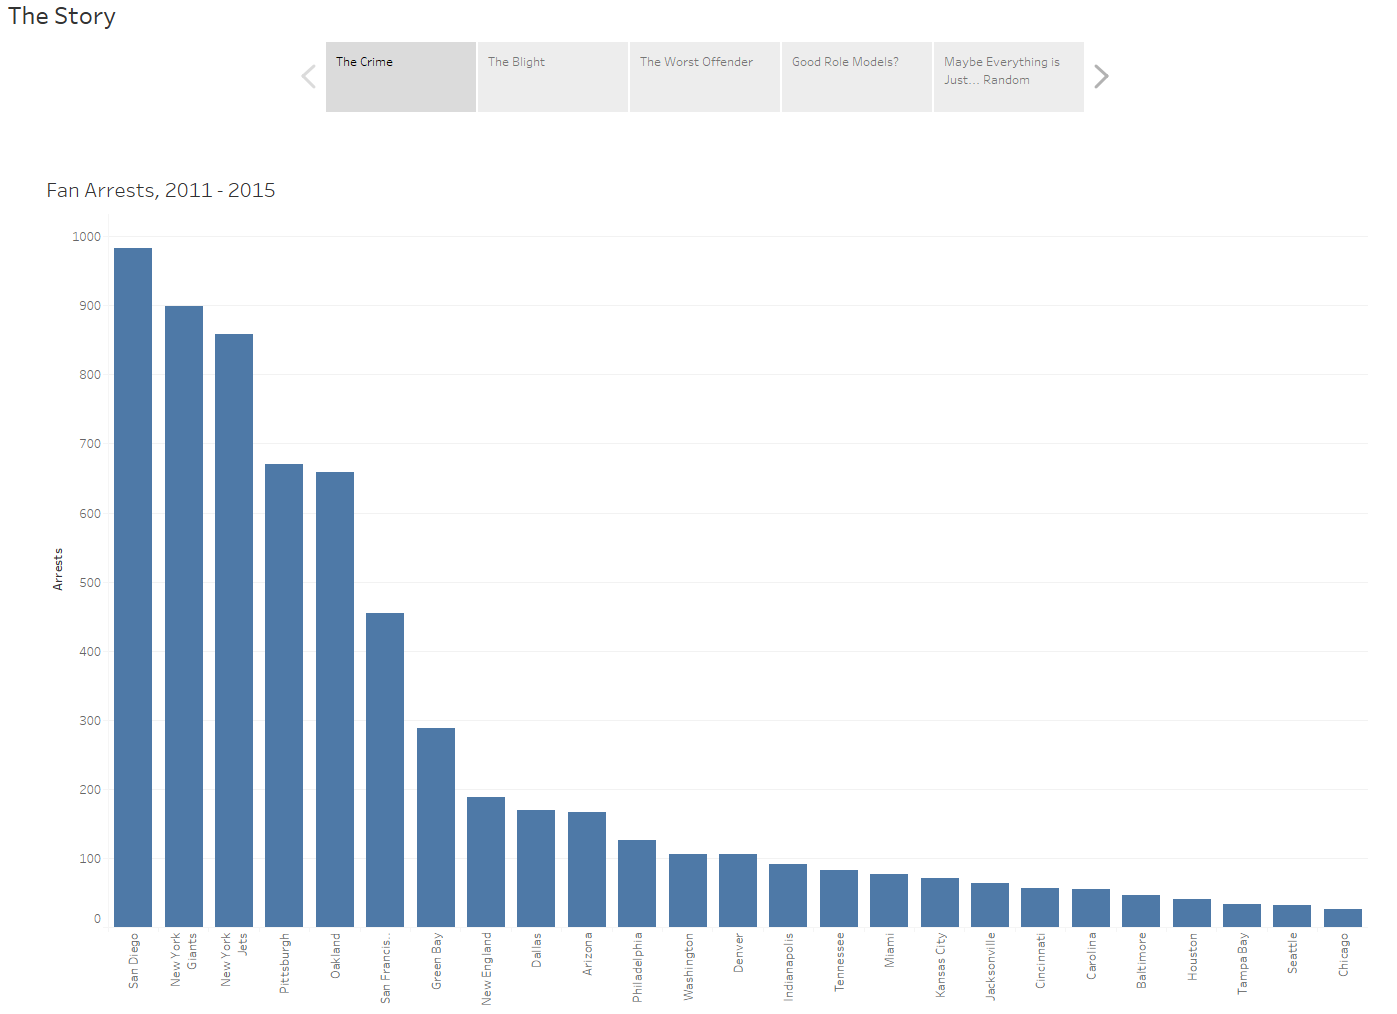 The Story
The Crime
The Blight
The Worst Offender
Good Role Models?
Maybe Everything is
Just... Random
Fan Arrests, 2011 - 2015
1000
900
800
700
600
500
400
300
200
100
0
Arrests
San Diego
New York
Giants
New York
Jets
Pittsburgh
Oakland
San Francis..
Green Bay
New England
Dallas
Arizona
Philadelphia
Washington
Denver
Indianapolis
Tennessee
Miami
Kansas City
Jacksonville
Cincinnati
Carolina
Baltimore
Houston
Tampa Bay
Seattle
Chicago